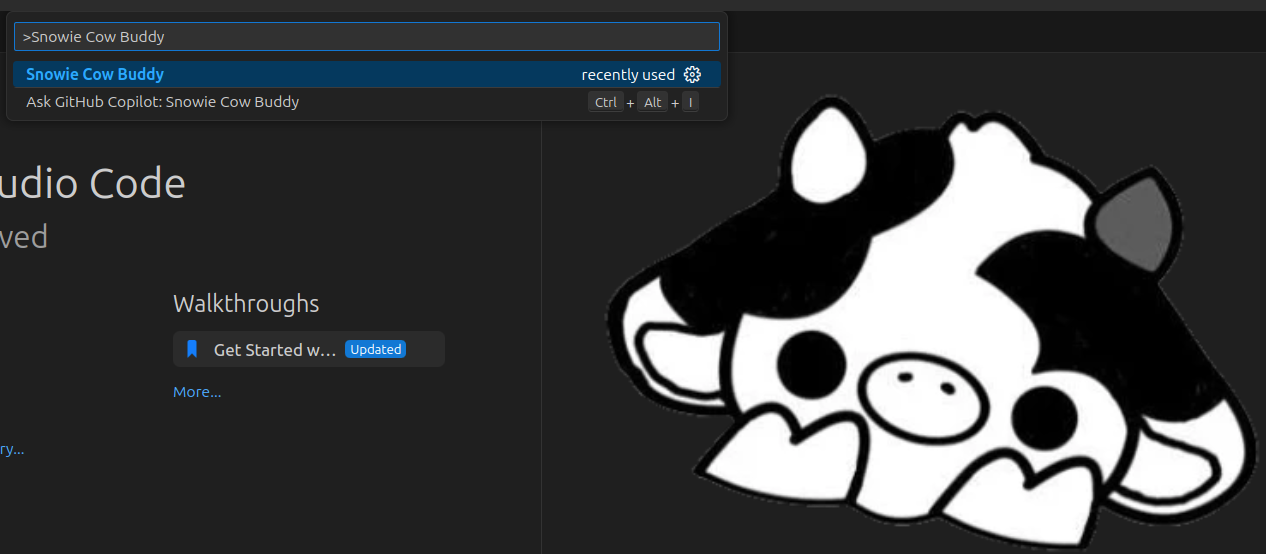 >Snowie Cow Buddy
Snowie Cow Buddy recently used
Ask GitHub Copilot: Snowie Cow Buddy Ctrl + Alt + I
udio Code
ved
Walkthroughs
Get Started w... Updated
More...
ry...